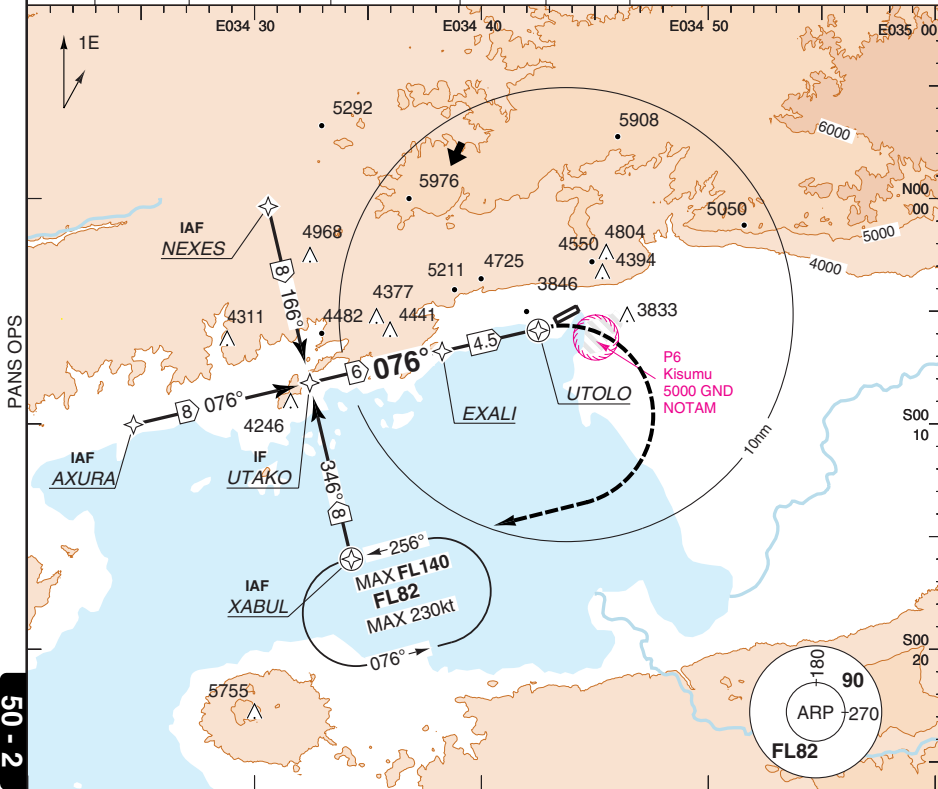 E034 30
E034 40
E034 50
E035 00
1E
5292
5908
6000
5976
N00
00
IAF
NEXES
4968
5050
5000
4804
4550
4394
4000
5211
4725
3846
8
166°
4377
4311
4482
4441
3833
PANS OPS
4.5
6
076°
P6
Kisumu
5000 GND
NOTAM
8
076°
UTOLO
EXALI
S00
10
4246
10nm
IAF
AXURA
IF
UTAKO
346°
8
256°
IAF
XABUL
MAX FL140
FL82
MAX 230kt
076°
S00
20
50 - 2
5755
180
90
ARP
270
FL82